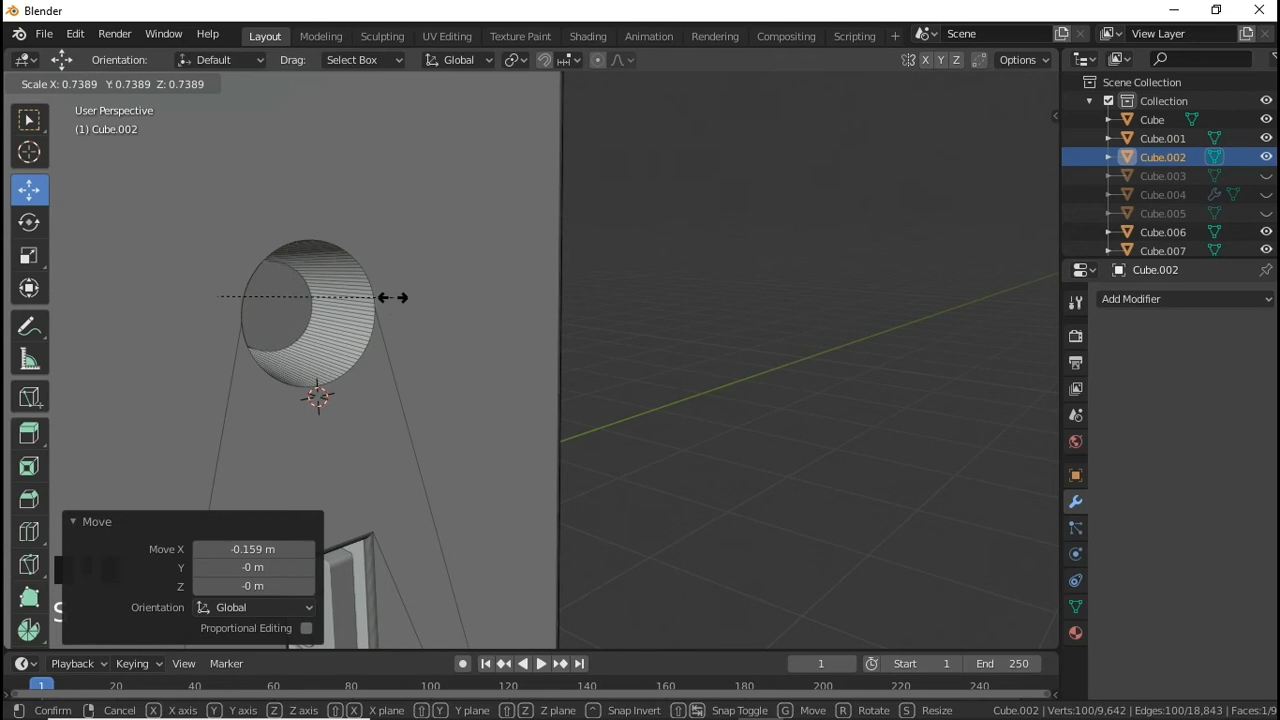 Blender
File Edit Render Window Help Layout Modeling Sculpting UV Editing Texture Paint Shading Animation Rendering Compositing Scripting + Scene View Layer
Orientation: Default Drag: Select Box Global X Y Z Options
Scale X: 0.7389 Y: 0.7389 Z: 0.7389
User Perspective
(1) Cube.002
Scene Collection
Collection
Cube
Cube.001
Cube.002
Cube.003
Cube.004
Cube.005
Cube.006
Cube.007
Cube.002
Add Modifier
Move
Move X -0.159 m
Y -0 m
Z -0 m
Orientation Global
Proportional Editing
S
Playback Keying View Marker 1 Start 1 End 250
1 20 40 60 80 100 120 140 160 180 200 220 240
Confirm Cancel X X axis Y Y axis Z Z axis X X plane Y Y plane Z Z plane Snap Invert Snap Toggle G Move R Rotate S Resize Cube.002 | Verts:100/9,642 | Edges:100/18,843 | Faces:1/9